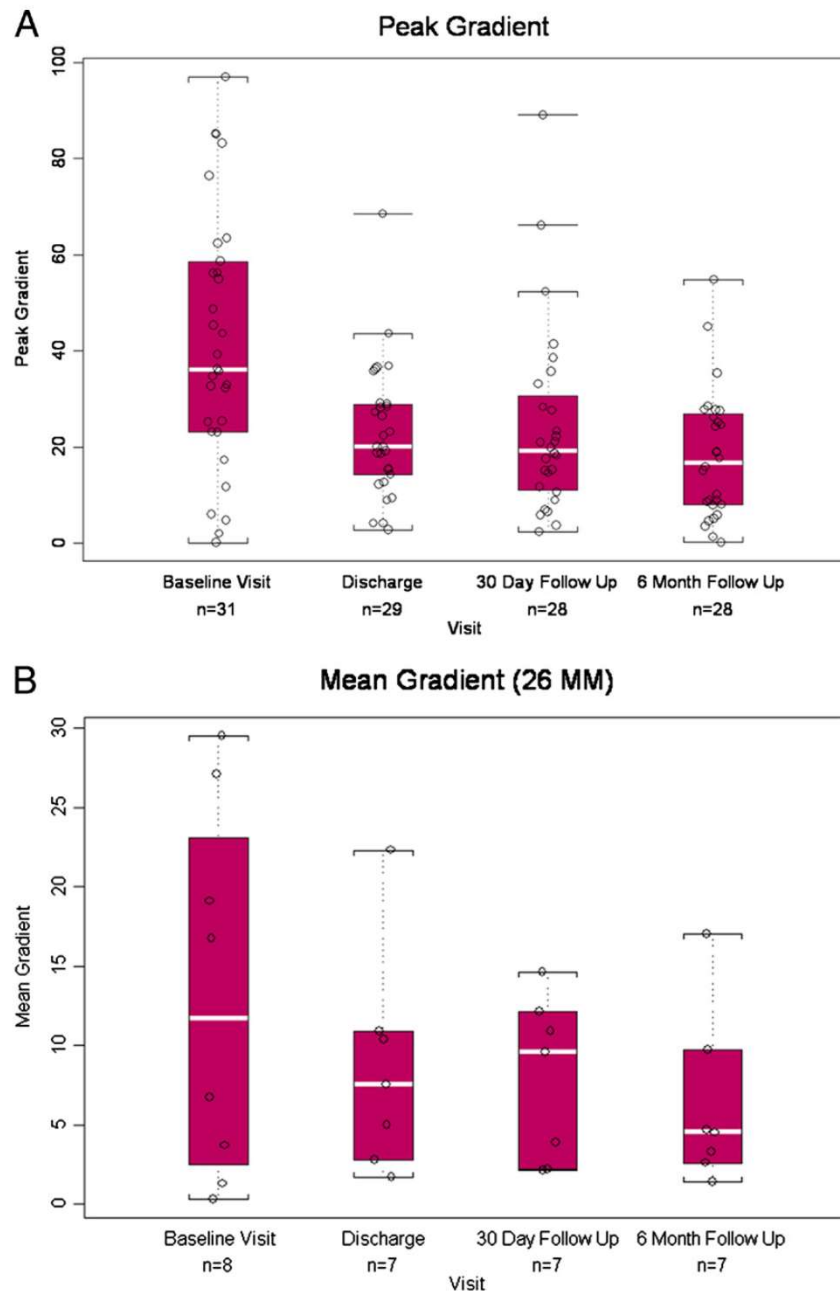 A
Peak Gradient
Peak Gradient
100
80
60
40
20
0
Baseline Visit Discharge 30 Day Follow Up 6 Month Follow Up
n=31 n=29 n=28 n=28
Visit
B
Mean Gradient (26 MM)
Mean Gradient
30
25
20
15
10
5
0
Baseline Visit Discharge 30 Day Follow Up 6 Month Follow Up
n=8 n=7 n=7 n=7
Visit